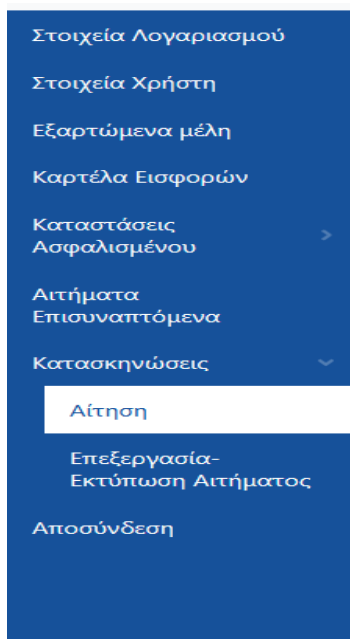 Στοιχεία Λογαριασμού
Στοιχεία Χρήστη
Εξαρτώμενα μέλη
Καρτέλα Εισφορών
Καταστάσεις
Ασφαλισμένου
Αιτήματα
Επισυναπτόμενα
Κατασκηνώσεις
Αίτηση
Επεξεργασία-
Εκτύπωση Αιτήματος
Αποσύνδεση